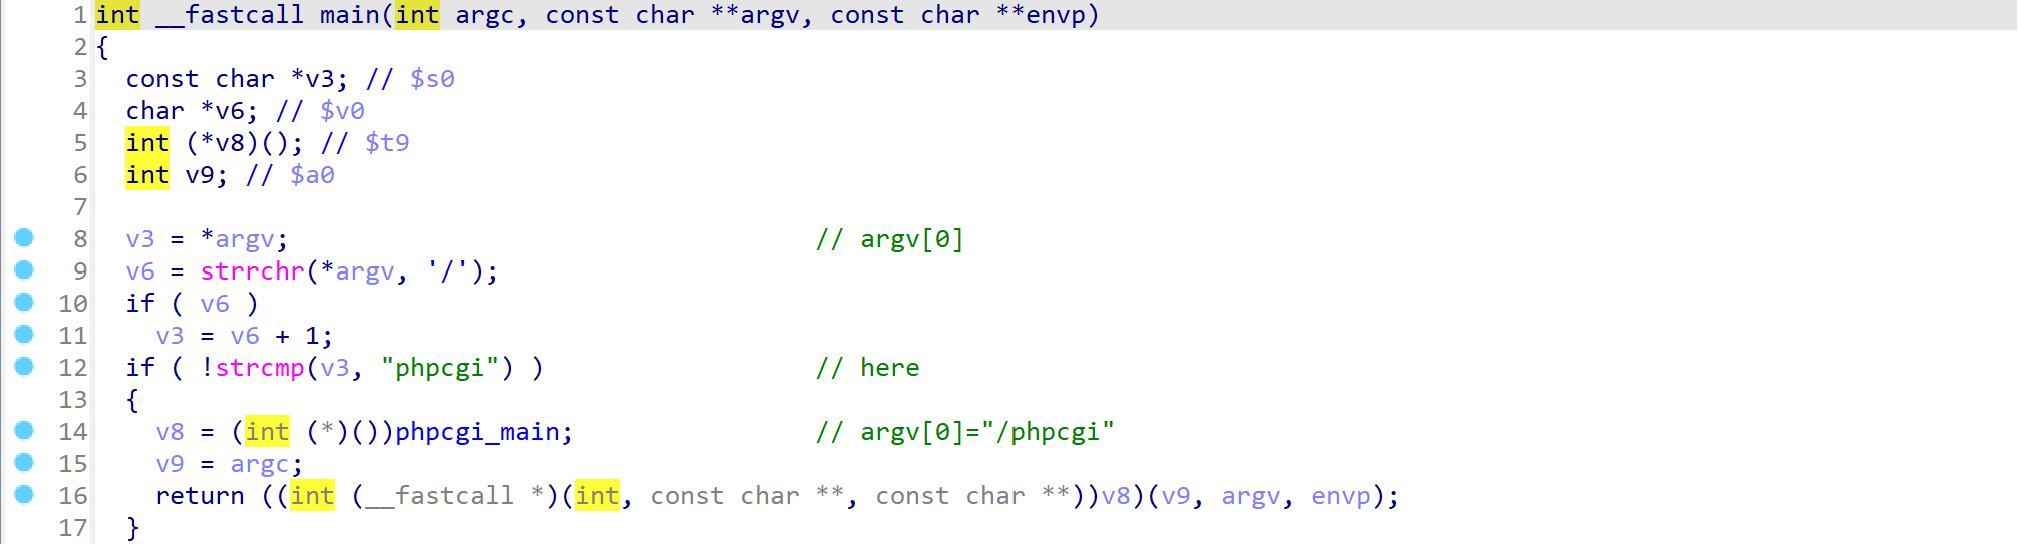 1 int __fastcall main(int argc, const char **argv, const char **envp)
2 {
3   const char *v3; // $s0
4   char *v6; // $v0
5   int (*v8)(); // $t9
6   int v9; // $a0
7
8   v3 = *argv;                                   // argv[0]
9   v6 = strrchr(*argv, '/');
10   if ( v6 )
11     v3 = v6 + 1;
12   if ( !strcmp(v3, "phpcgi") )                  // here
13   {
14     v8 = (int (*)())phpcgi_main;                // argv[0]="/phpcgi"
15     v9 = argc;
16     return ((int (__fastcall *)(int, const char **, const char **))v8)(v9, argv, envp);
17   }